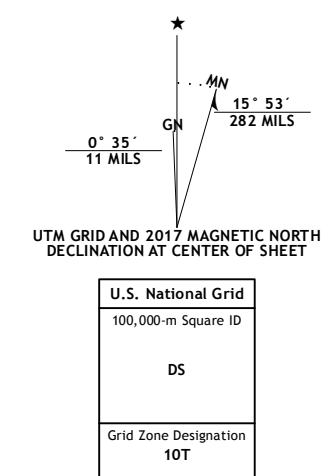 ★
MN
15° 53´
282 MILS
GN
0° 35´
11 MILS
UTM GRID AND 2017 MAGNETIC NORTH
DECLINATION AT CENTER OF SHEET
U.S. National Grid
100,000-m Square ID
DS
Grid Zone Designation
10T